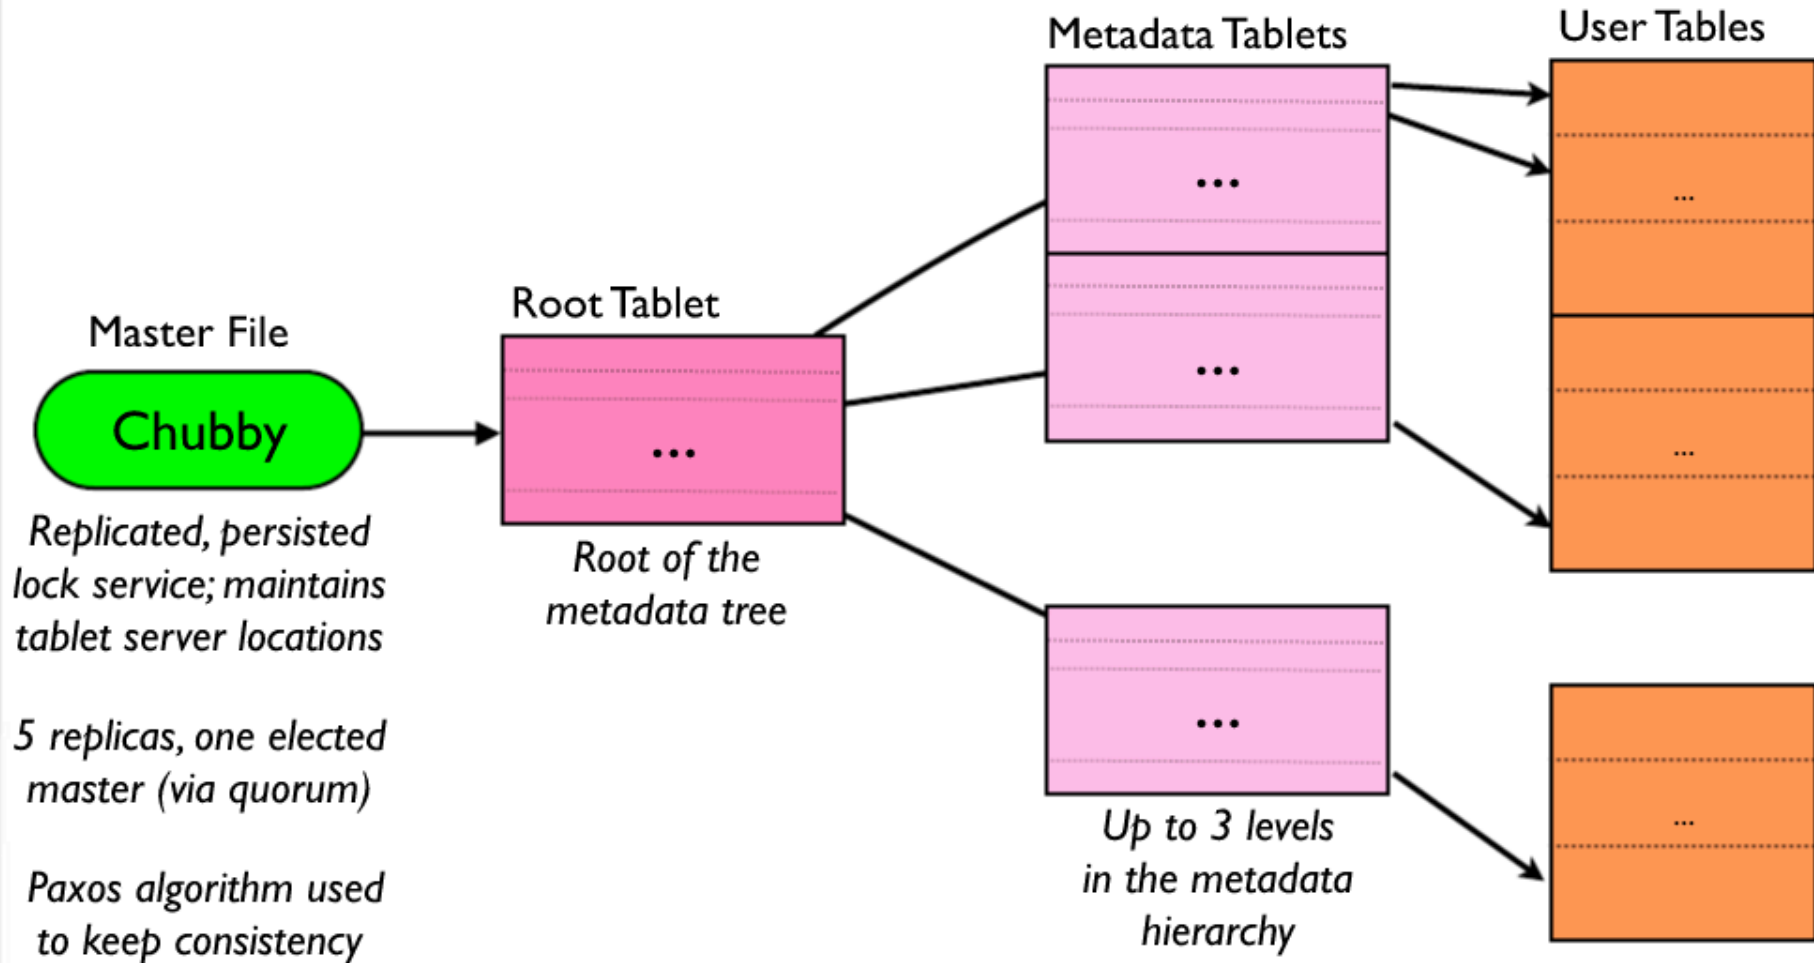 Master File
Chubby
Replicated, persisted
lock service; maintains
tablet server locations
5 replicas, one elected
master (via quorum)
Paxos algorithm used
to keep consistency
Root Tablet
...
Root of the
metadata tree
Metadata Tablets
...
...
...
Up to 3 levels
in the metadata
hierarchy
User Tables
...
...
...